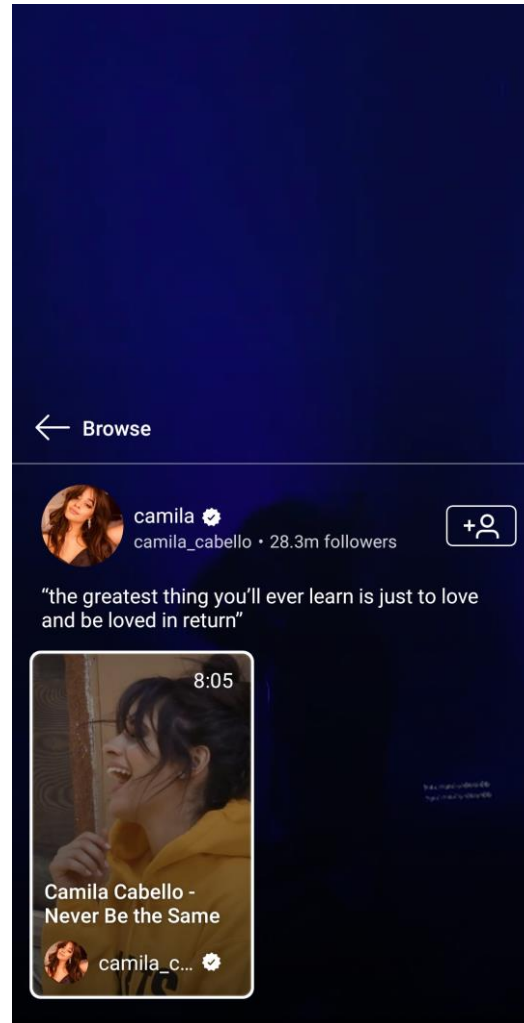 Browse
camila
camila_cabello • 28.3m followers
“the greatest thing you’ll ever learn is just to love
and be loved in return”
8:05
Camila Cabello -
Never Be the Same
camila_c...